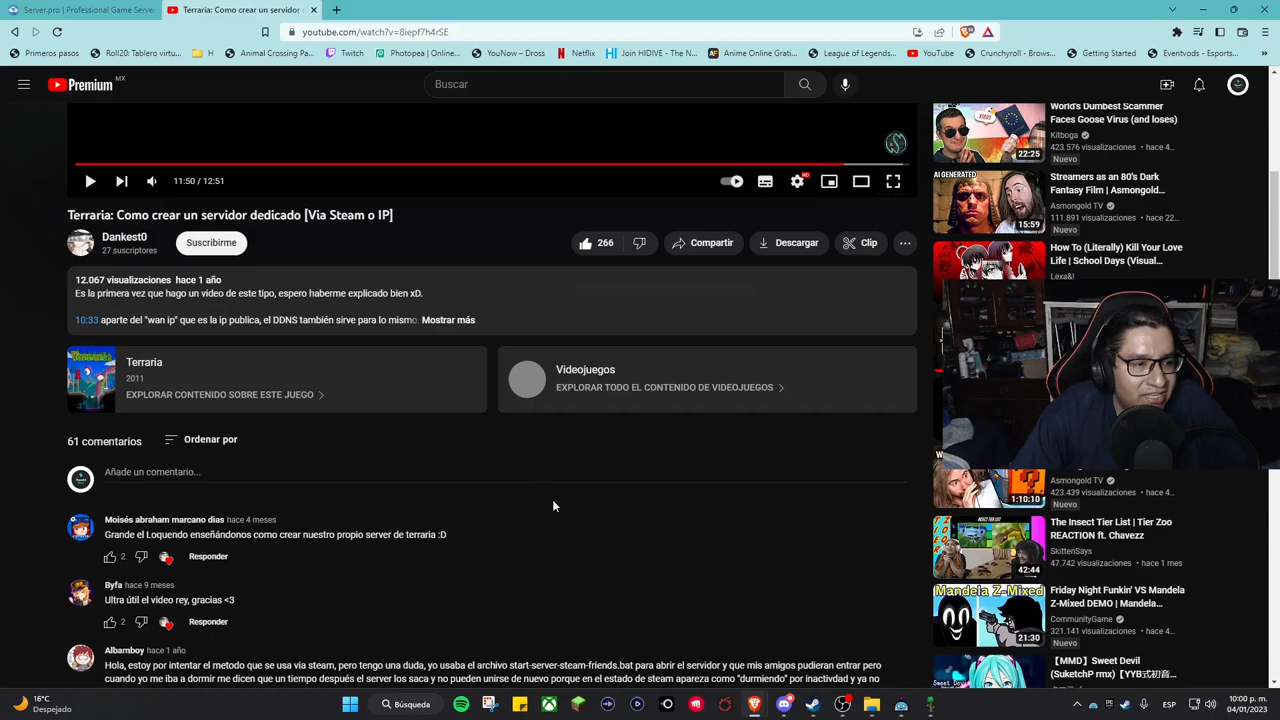 Server.pro | Professional Game Server
Terraria: Como crear un servidor
youtube.com/watch?v=8iepf7h4rSE
Primeros pasos
Roll20: Tablero virtu...
H
Animal Crossing Pa...
Twitch
Photopea | Online...
YouNow – Dross
Netflix
Join HIDIVE - The N...
Anime Online Grati...
League of Legends...
YouTube
Crunchyroll - Brows...
Getting Started
Eventvods - Esports...
Premium
MX
Buscar
11:50 / 12:51
HD
Terraria: Como crear un servidor dedicado [Via Steam o IP]
Dankest0
27 suscriptores
Suscribirme
266
Compartir
Descargar
Clip
12.067 visualizaciones hace 1 año
Es la primera vez que hago un video de este tipo, espero haberme explicado bien xD.
10:33 aparte del "wan ip" que es la ip publica, el DDNS también sirve para lo mismo. Mostrar más
Terraria
2011
EXPLORAR CONTENIDO SOBRE ESTE JUEGO
Videojuegos
EXPLORAR TODO EL CONTENIDO DE VIDEOJUEGOS
61 comentarios
Ordenar por
Añade un comentario...
Moisés abraham marcano dias hace 4 meses
Grande el Loquendo enseñándonos como crear nuestro propio server de terraria :D
2
Responder
Byfa hace 9 meses
Ultra útil el video rey, gracias <3
2
Responder
Albamboy hace 1 año
Hola, estoy por intentar el metodo que se usa via steam, pero tengo una duda, yo usaba el archivo start-server-steam-friends.bat para abrir el servidor y que mis amigos pudieran entrar pero
cuando yo me iba a dormir me dicen que un tiempo después el server los saca y no pueden unirse de nuevo porque en el estado de steam apareza como "durmiendo" por inactivdad y ya no
World's Dumbest Scammer
Faces Goose Virus (and loses)
Kitboga
423.576 visualizaciones • hace 4...
Nuevo
22:25
AI GENERATED
Streamers as an 80's Dark
Fantasy Film | Asmongold...
Asmongold TV
111.891 visualizaciones • hace 22...
Nuevo
15:59
How To (Literally) Kill Your Love
Life | School Days (Visual...
Lexa&!
Asmongold TV
423.439 visualizaciones • hace 4...
Nuevo
1:10:10
INSECT TIER LIST
The Insect Tier List | Tier Zoo
REACTION ft. Chavezz
SkittenSays
47.742 visualizaciones • hace 1 mes
42:44
Mandela Z-Mixed
Friday Night Funkin' VS Mandela
Z-Mixed DEMO | Mandela...
CommunityGame
321.141 visualizaciones • hace 4...
Nuevo
21:30
【MMD】Sweet Devil
(SuketchP rmx)【YYB式初音...
16°C
Despejado
Búsqueda
ESP
10:00 p. m.
04/01/2023